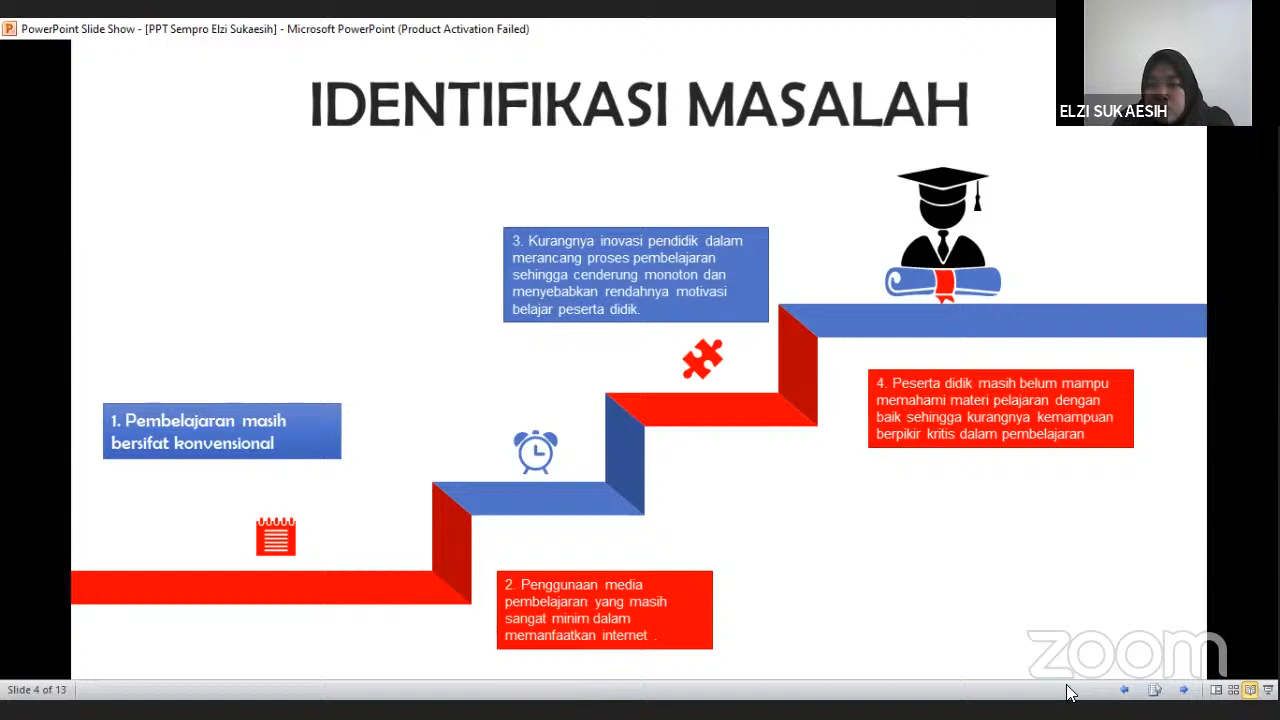 PowerPoint Slide Show - [PPT Sempro Elzi Sukaesih] - Microsoft PowerPoint (Product Activation Failed)
IDENTIFIKASI MASALAH
ELZI SUKAESIH
1. Pembelajaran masih
bersifat konvensional
2. Penggunaan media
pembelajaran yang masih
sangat minim dalam
memanfaatkan internet .
3. Kurangnya inovasi pendidik dalam
merancang proses pembelajaran
sehingga cenderung monoton dan
menyebabkan rendahnya motivasi
belajar peserta didik.
4. Peserta didik masih belum mampu
memahami materi pelajaran dengan
baik sehingga kurangnya kemampuan
berpikir kritis dalam pembelajaran
zoom
Slide 4 of 13